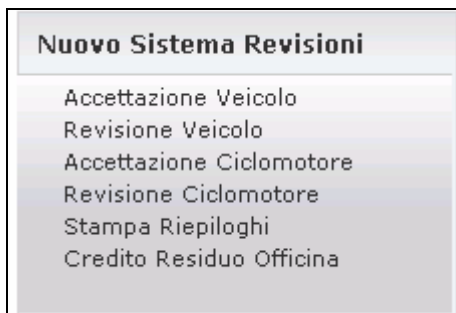 Nuovo Sistema Revisioni
Accettazione Veicolo
Revisione Veicolo
Accettazione Ciclomotore
Revisione Ciclomotore
Stampa Riepiloghi
Credito Residuo Officina